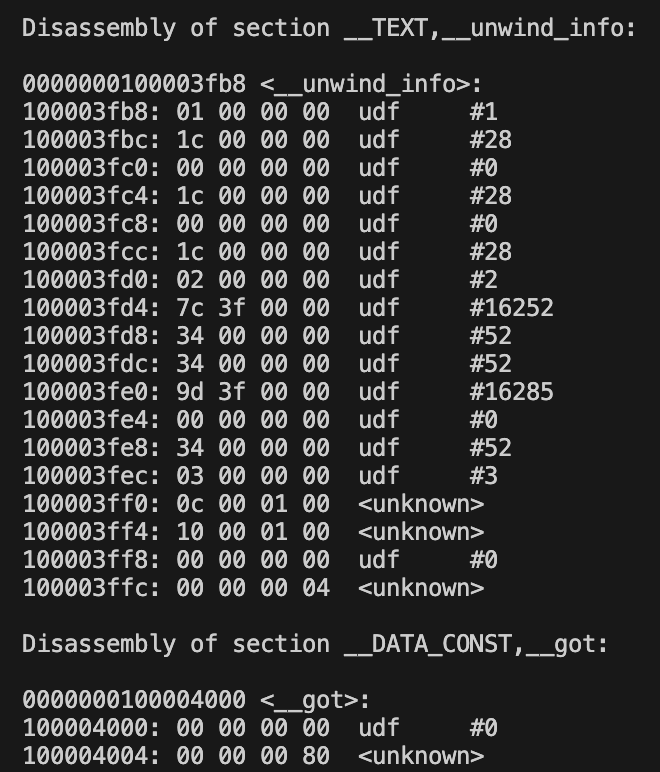 Disassembly of section __TEXT,__unwind_info:
0000000100003fb8 <__unwind_info>:
100003fb8: 01 00 00 00  udf     #1
100003fbc: 1c 00 00 00  udf     #28
100003fc0: 00 00 00 00  udf     #0
100003fc4: 1c 00 00 00  udf     #28
100003fc8: 00 00 00 00  udf     #0
100003fcc: 1c 00 00 00  udf     #28
100003fd0: 02 00 00 00  udf     #2
100003fd4: 7c 3f 00 00  udf     #16252
100003fd8: 34 00 00 00  udf     #52
100003fdc: 34 00 00 00  udf     #52
100003fe0: 9d 3f 00 00  udf     #16285
100003fe4: 00 00 00 00  udf     #0
100003fe8: 34 00 00 00  udf     #52
100003fec: 03 00 00 00  udf     #3
100003ff0: 0c 00 01 00  <unknown>
100003ff4: 10 00 01 00  <unknown>
100003ff8: 00 00 00 00  udf     #0
100003ffc: 00 00 00 04  <unknown>
Disassembly of section __DATA_CONST,__got:
0000000100004000 <__got>:
100004000: 00 00 00 00  udf     #0
100004004: 00 00 00 80  <unknown>